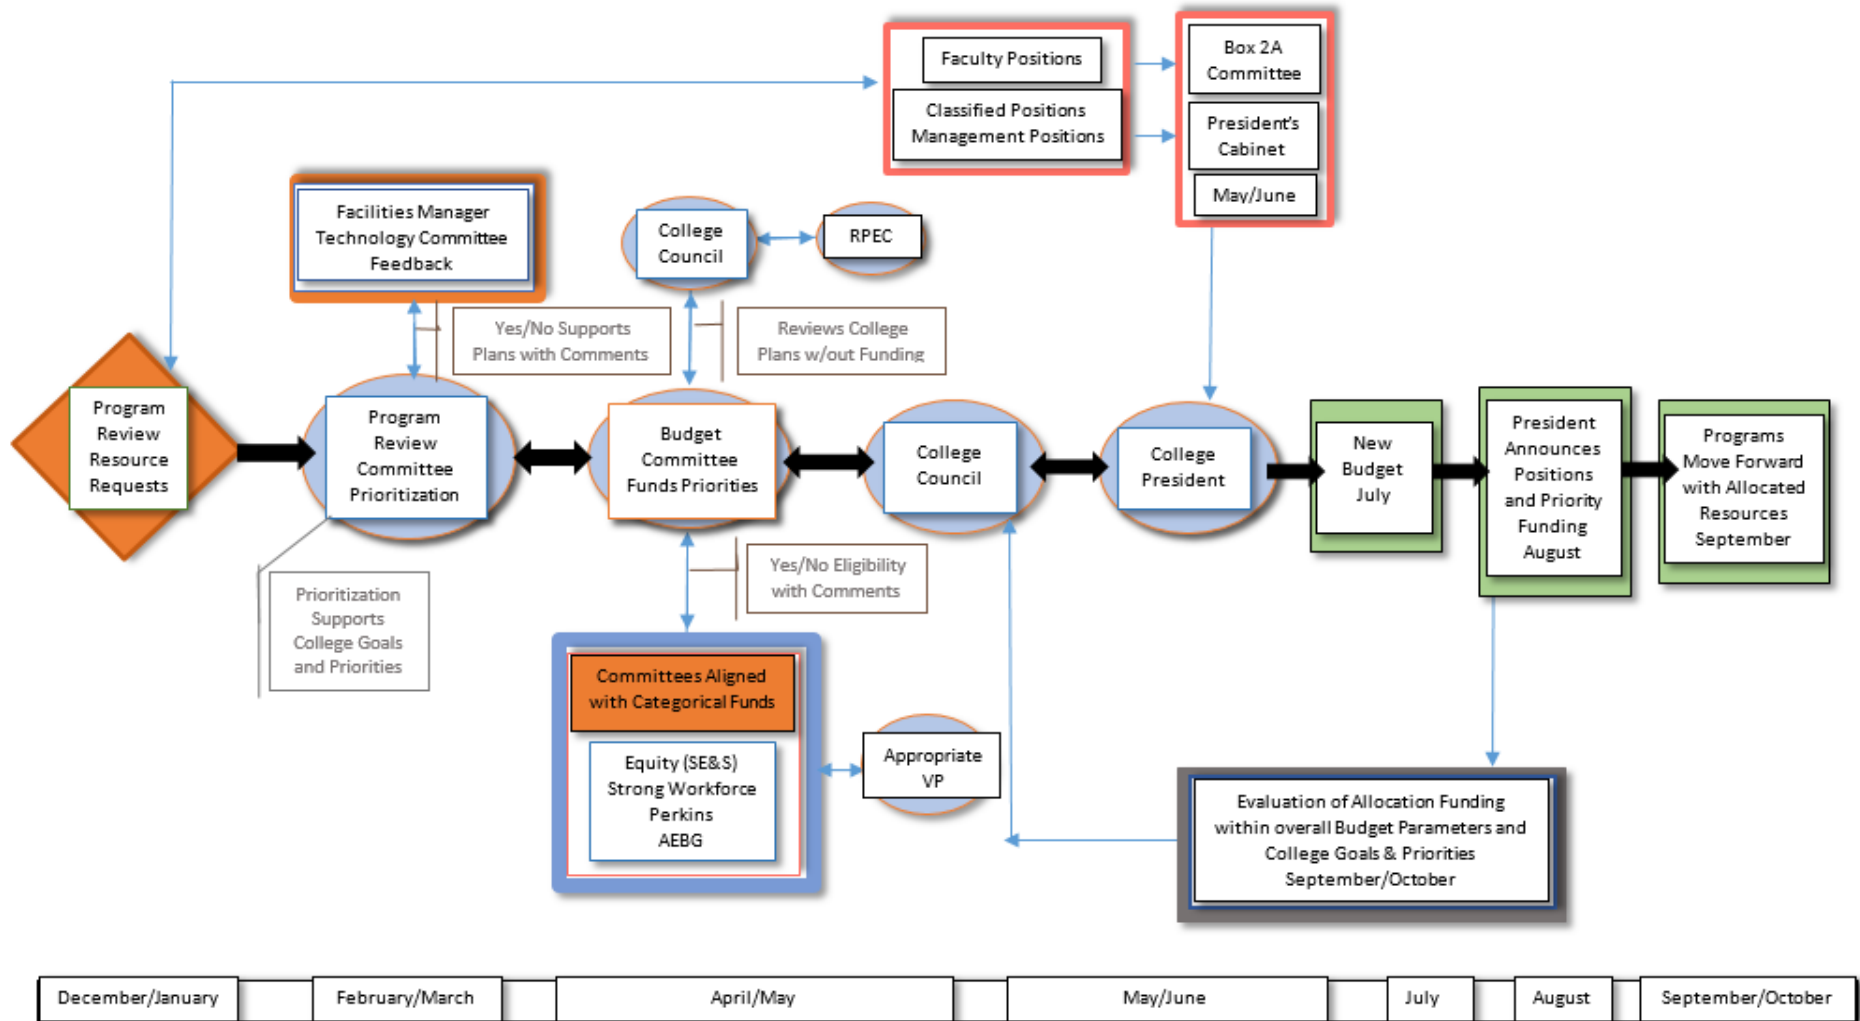 Faculty Positions
Classified Positions
Management Positions
Box 2A
Committee
President's
Cabinet
May/June
Facilities Manager
Technology Committee
Feedback
College
Council
RPEC
Yes/No Supports
Plans with Comments
Reviews College
Plans w/out Funding
Program
Review
Resource
Requests
Program
Review
Committee
Prioritization
Budget
Committee
Funds Priorities
College
Council
College
President
New
Budget
July
President
Announces
Positions
and Priority
Funding
August
Programs
Move Forward
with Allocated
Resources
September
Prioritization
Supports
College Goals
and Priorities
Yes/No Eligibility
with Comments
Committees Aligned
with Categorical Funds
Equity (SE&S)
Strong Workforce
Perkins
AEBG
Appropriate
VP
Evaluation of Allocation Funding
within overall Budget Parameters and
College Goals & Priorities
September/October
December/January
February/March
April/May
May/June
July
August
September/October